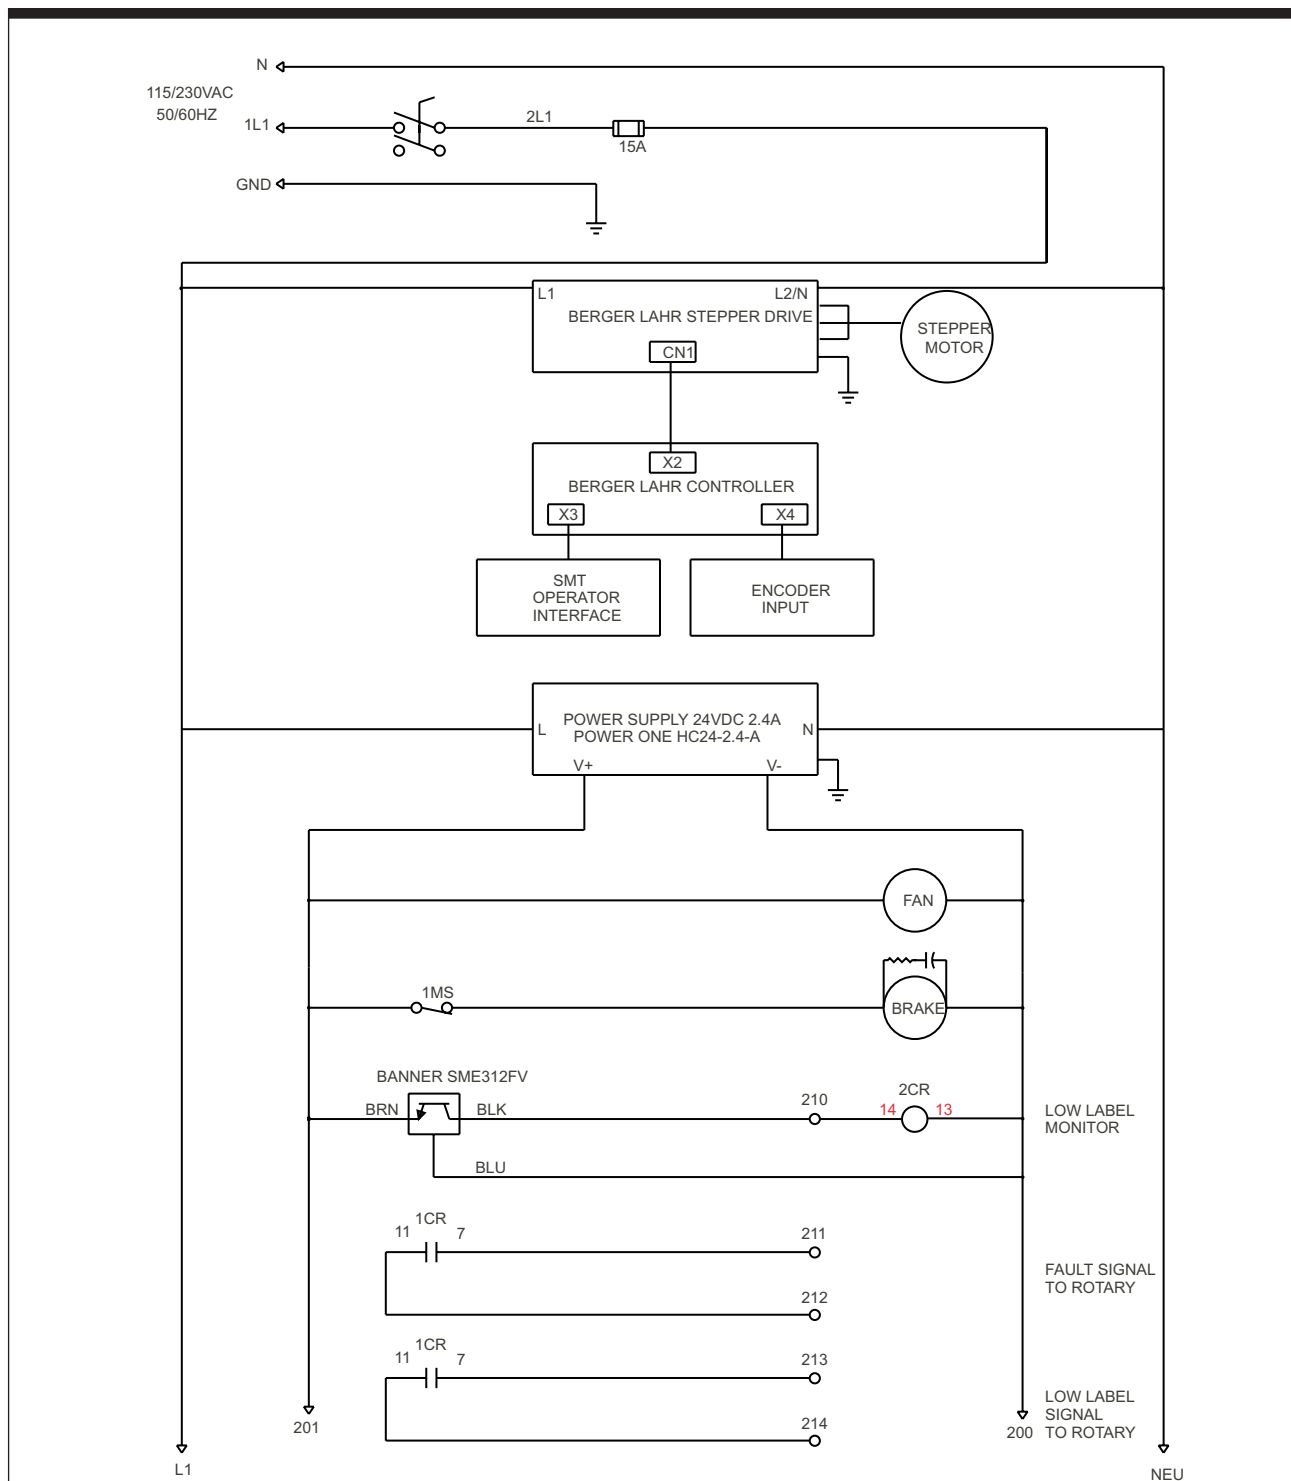 N
115/230VAC
50/60HZ
1L1
2L1
15A
GND
L1
L2/N
BERGER LAHR STEPPER DRIVE
CN1
STEPPER
MOTOR
X2
BERGER LAHR CONTROLLER
X3
X4
SMT
OPERATOR
INTERFACE
ENCODER
INPUT
POWER SUPPLY 24VDC 2.4A
L
N
POWER ONE HC24-2.4-A
V+
V-
FAN
1MS
BRAKE
BANNER SME312FV
BRN
BLK
210
2CR
14
13
LOW LABEL
MONITOR
BLU
1CR
11
7
211
212
FAULT SIGNAL
TO ROTARY
1CR
11
7
213
214
LOW LABEL
SIGNAL
TO ROTARY
201
200
L1
NEU